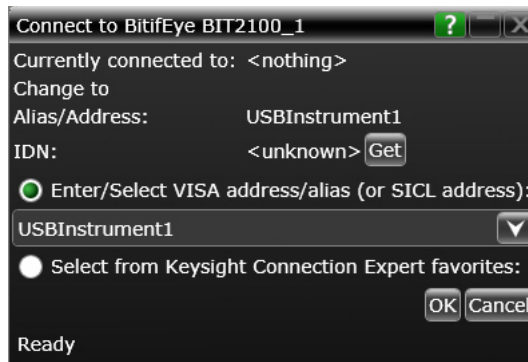 Connect to BitifEye BIT2100_1 ? X
Currently connected to: <nothing>
Change to
Alias/Address: USBInstrument1
IDN: <unknown> Get
Enter/Select VISA address/alias (or SICL address):
USBInstrument1
Select from Keysight Connection Expert favorites:
OK Cancel
Ready